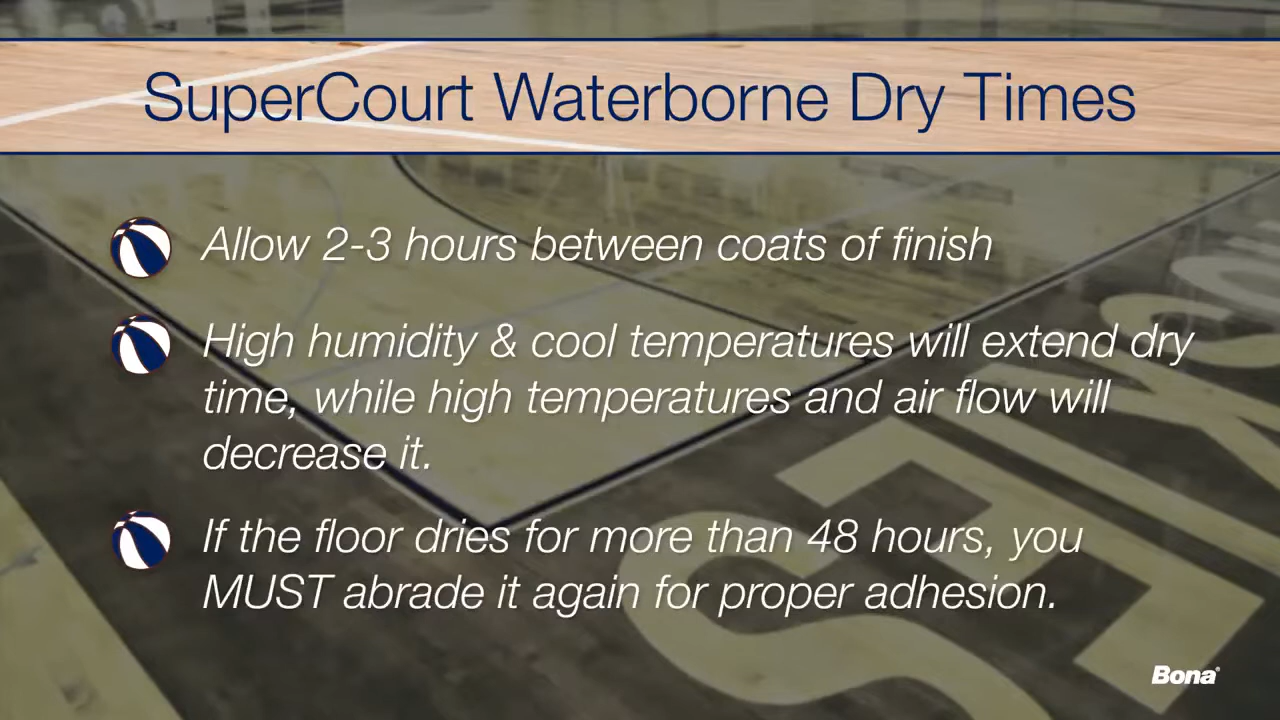 SuperCourt Waterborne Dry Times
Allow 2-3 hours between coats of finish
High humidity & cool temperatures will extend dry
time, while high temperatures and air flow will
decrease it.
If the floor dries for more than 48 hours, you
MUST abrade it again for proper adhesion.
Bona®